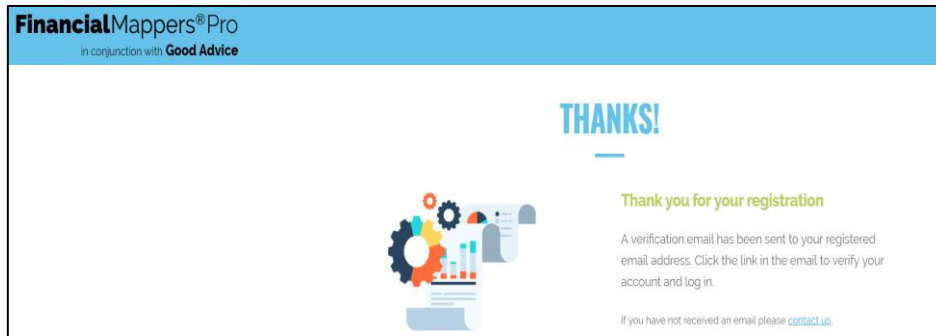 FinancialMappers®Pro
in conjunction with Good Advice
THANKS!
Thank you for your registration
A verification email has been sent to your registered
email address. Click the link in the email to verify your
account and log in.
If you have not received an email please contact us.